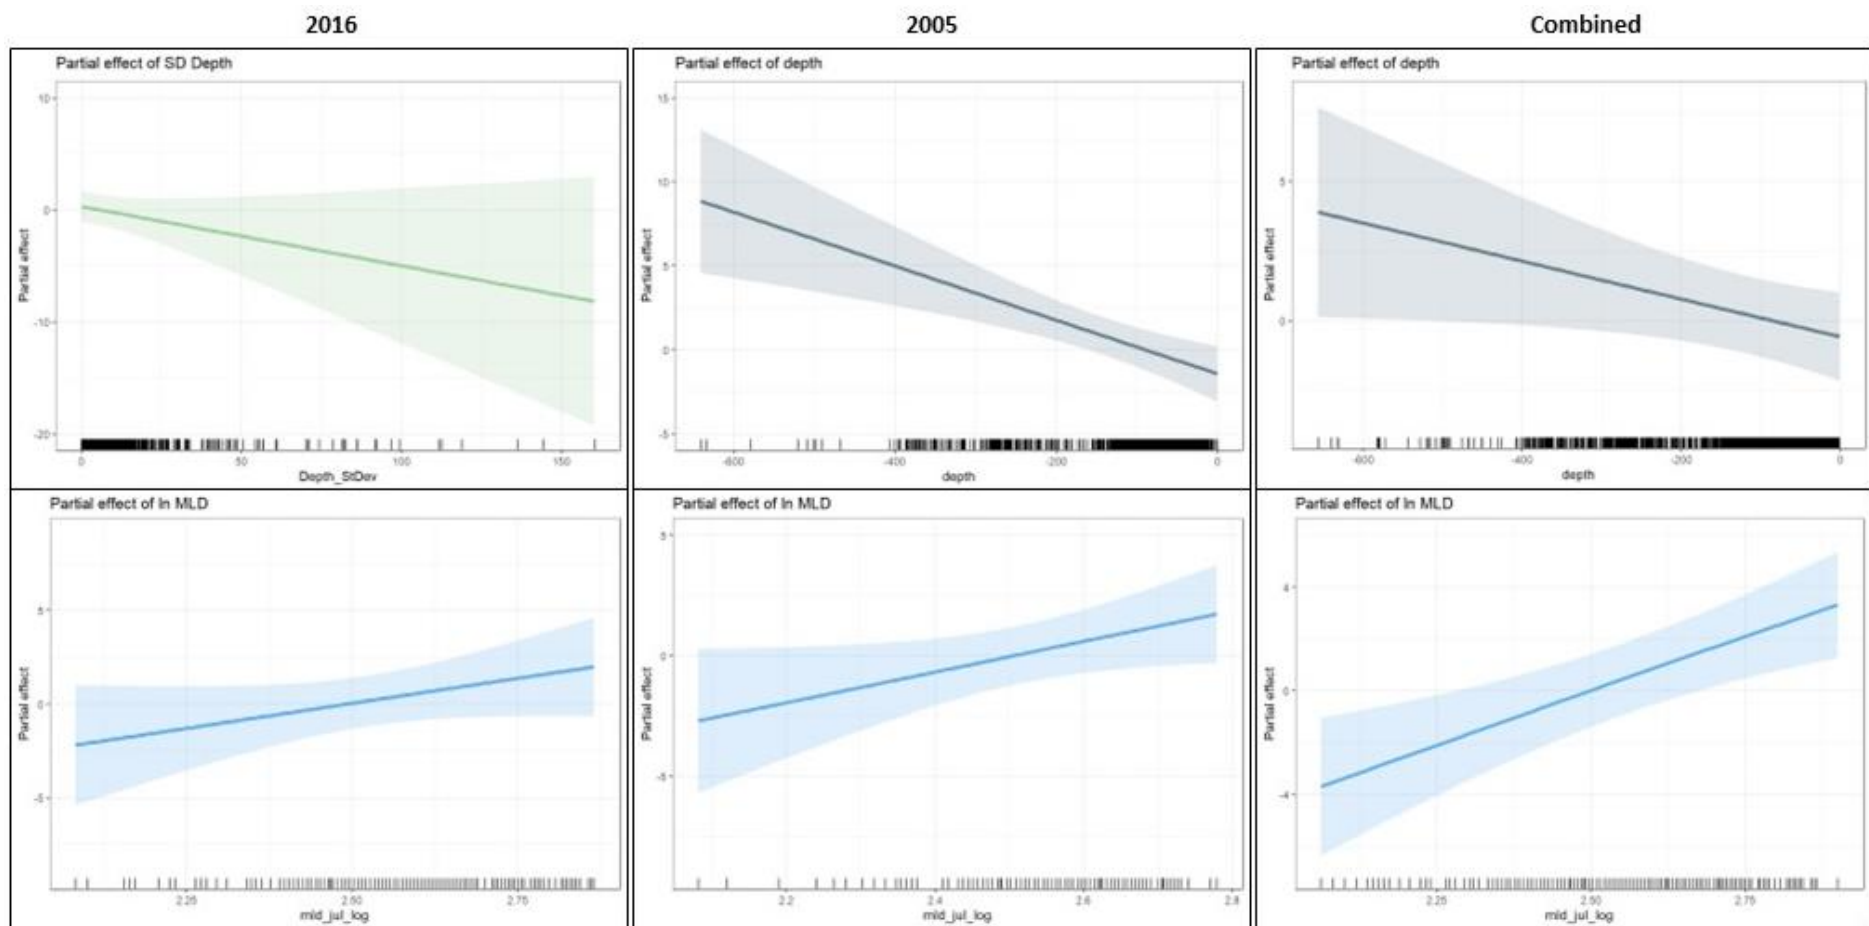 2016 2005 Combined
Partial effect of SD Depth
10
0
-10
-20
Partial effect
0 50 100 150
Depth_StDev
Partial effect of depth
15
10
5
0
-5
Partial effect
-600 -400 -200 0
depth
Partial effect of depth
5
0
Partial effect
-600 -400 -200 0
depth
Partial effect of ln MLD
5
0
-5
Partial effect
2.25 2.50 2.75
mld_jul_log
Partial effect of ln MLD
5
0
-5
Partial effect
2.2 2.4 2.6 2.8
mld_jul_log
Partial effect of ln MLD
4
0
-4
Partial effect
2.25 2.50 2.75
mld_jul_log